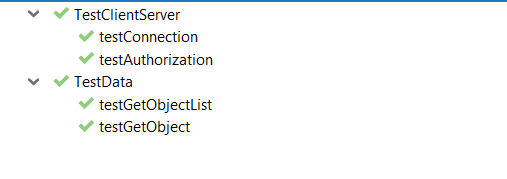 TestClientServer
testConnection
testAuthorization
TestData
testGetObjectList
testGetObject